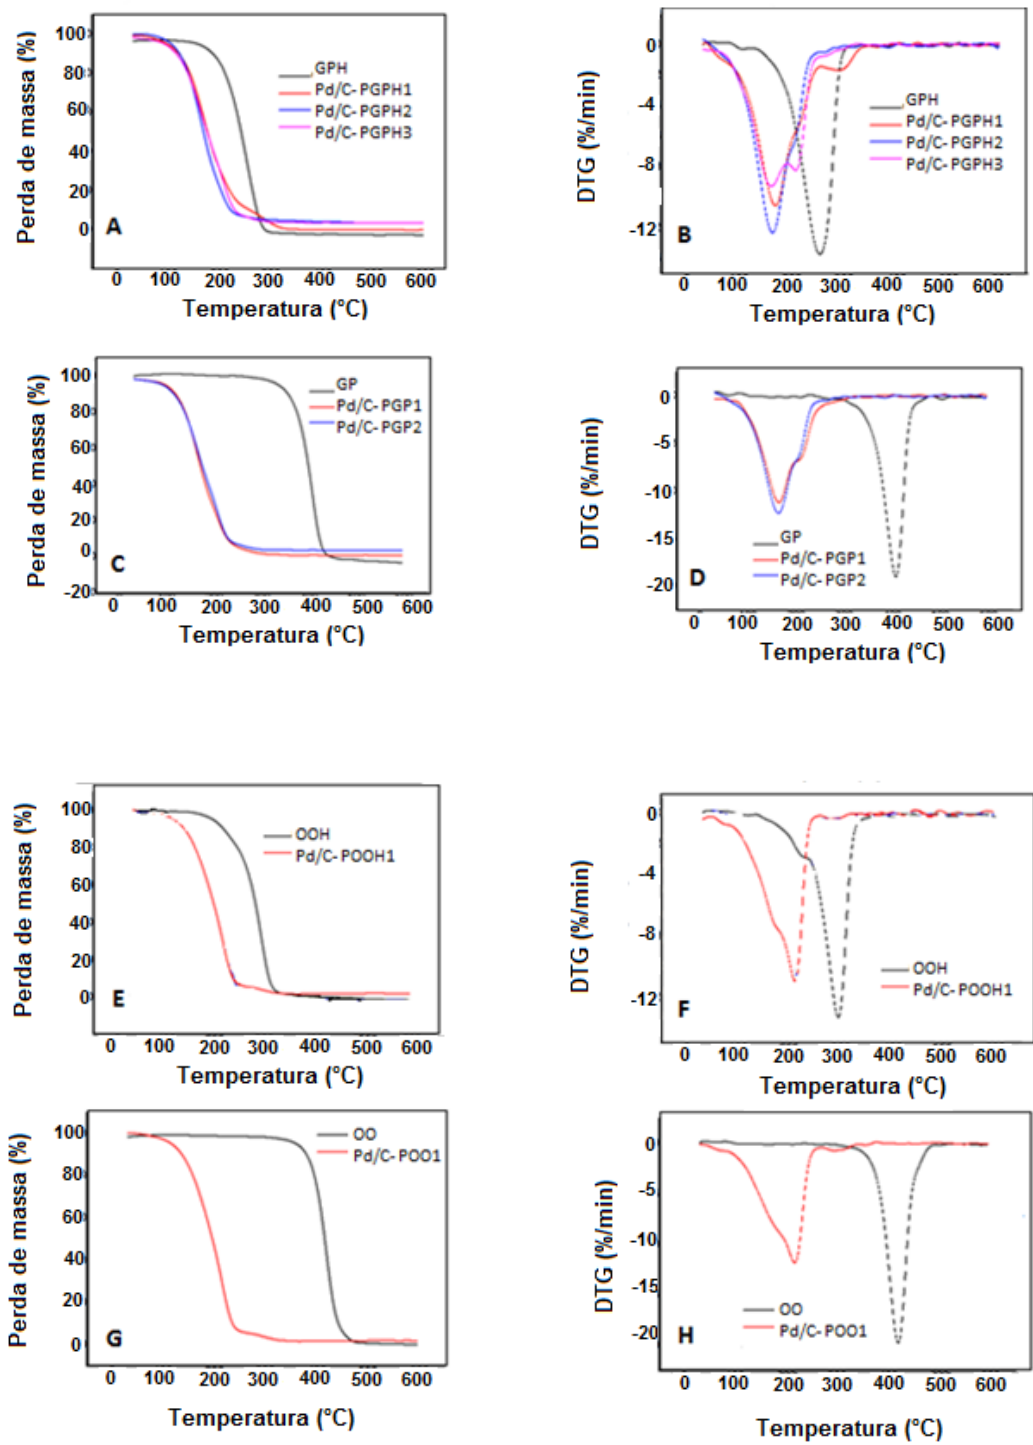 Perda de massa (%)
100
80
60
40
20
0
GPH
Pd/C- PGPH1
Pd/C- PGPH2
Pd/C- PGPH3
A
0 100 200 300 400 500 600
Temperatura (°C)
DTG (%/min)
0
-4
-8
-12
GPH
Pd/C- PGPH1
Pd/C- PGPH2
Pd/C- PGPH3
B
0 100 200 300 400 500 600
Temperatura (°C)
Perda de massa (%)
100
80
60
40
20
0
-20
GP
Pd/C- PGP1
Pd/C- PGP2
C
0 100 200 300 400 500 600
Temperatura (°C)
DTG (%/min)
0
-5
-10
-15
-20
GP
Pd/C- PGP1
Pd/C- PGP2
D
0 100 200 300 400 500 600
Temperatura (°C)
Perda de massa (%)
100
80
60
40
20
0
OOH
Pd/C- POOH1
E
0 100 200 300 400 500 600
Temperatura (°C)
DTG (%/min)
0
-4
-8
-12
OOH
Pd/C- POOH1
F
0 100 200 300 400 500 600
Temperatura (°C)
Perda de massa (%)
100
80
60
40
20
0
OO
Pd/C- POO1
G
0 100 200 300 400 500 600
Temperatura (°C)
DTG (%/min)
0
-5
-10
-15
-20
OO
Pd/C- POO1
H
0 100 200 300 400 500 600
Temperatura (°C)